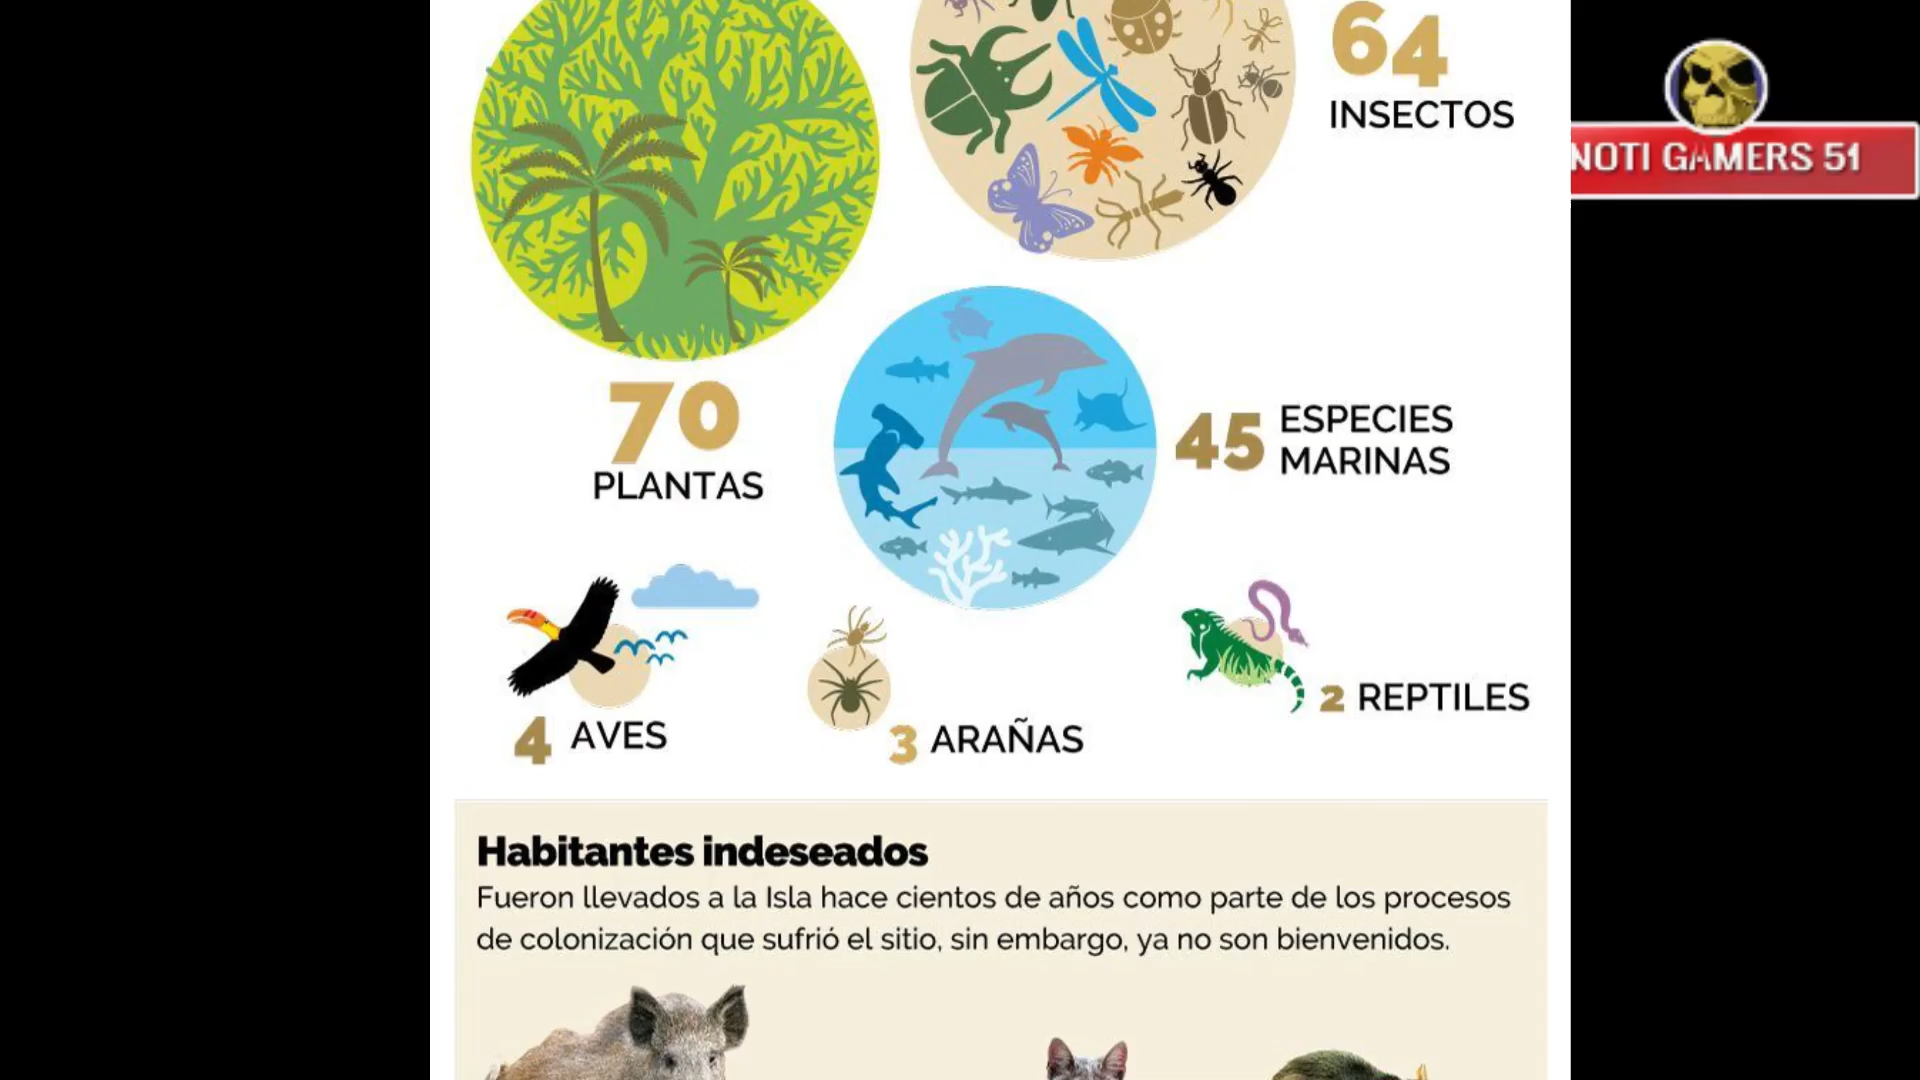 64
INSECTOS
NOTI GAMERS 51
70
PLANTAS
45 ESPECIES
MARINAS
4 AVES
3 ARAÑAS
2 REPTILES
Habitantes indeseados
Fueron llevados a la Isla hace cientos de años como parte de los procesos
de colonización que sufrió el sitio, sin embargo, ya no son bienvenidos.